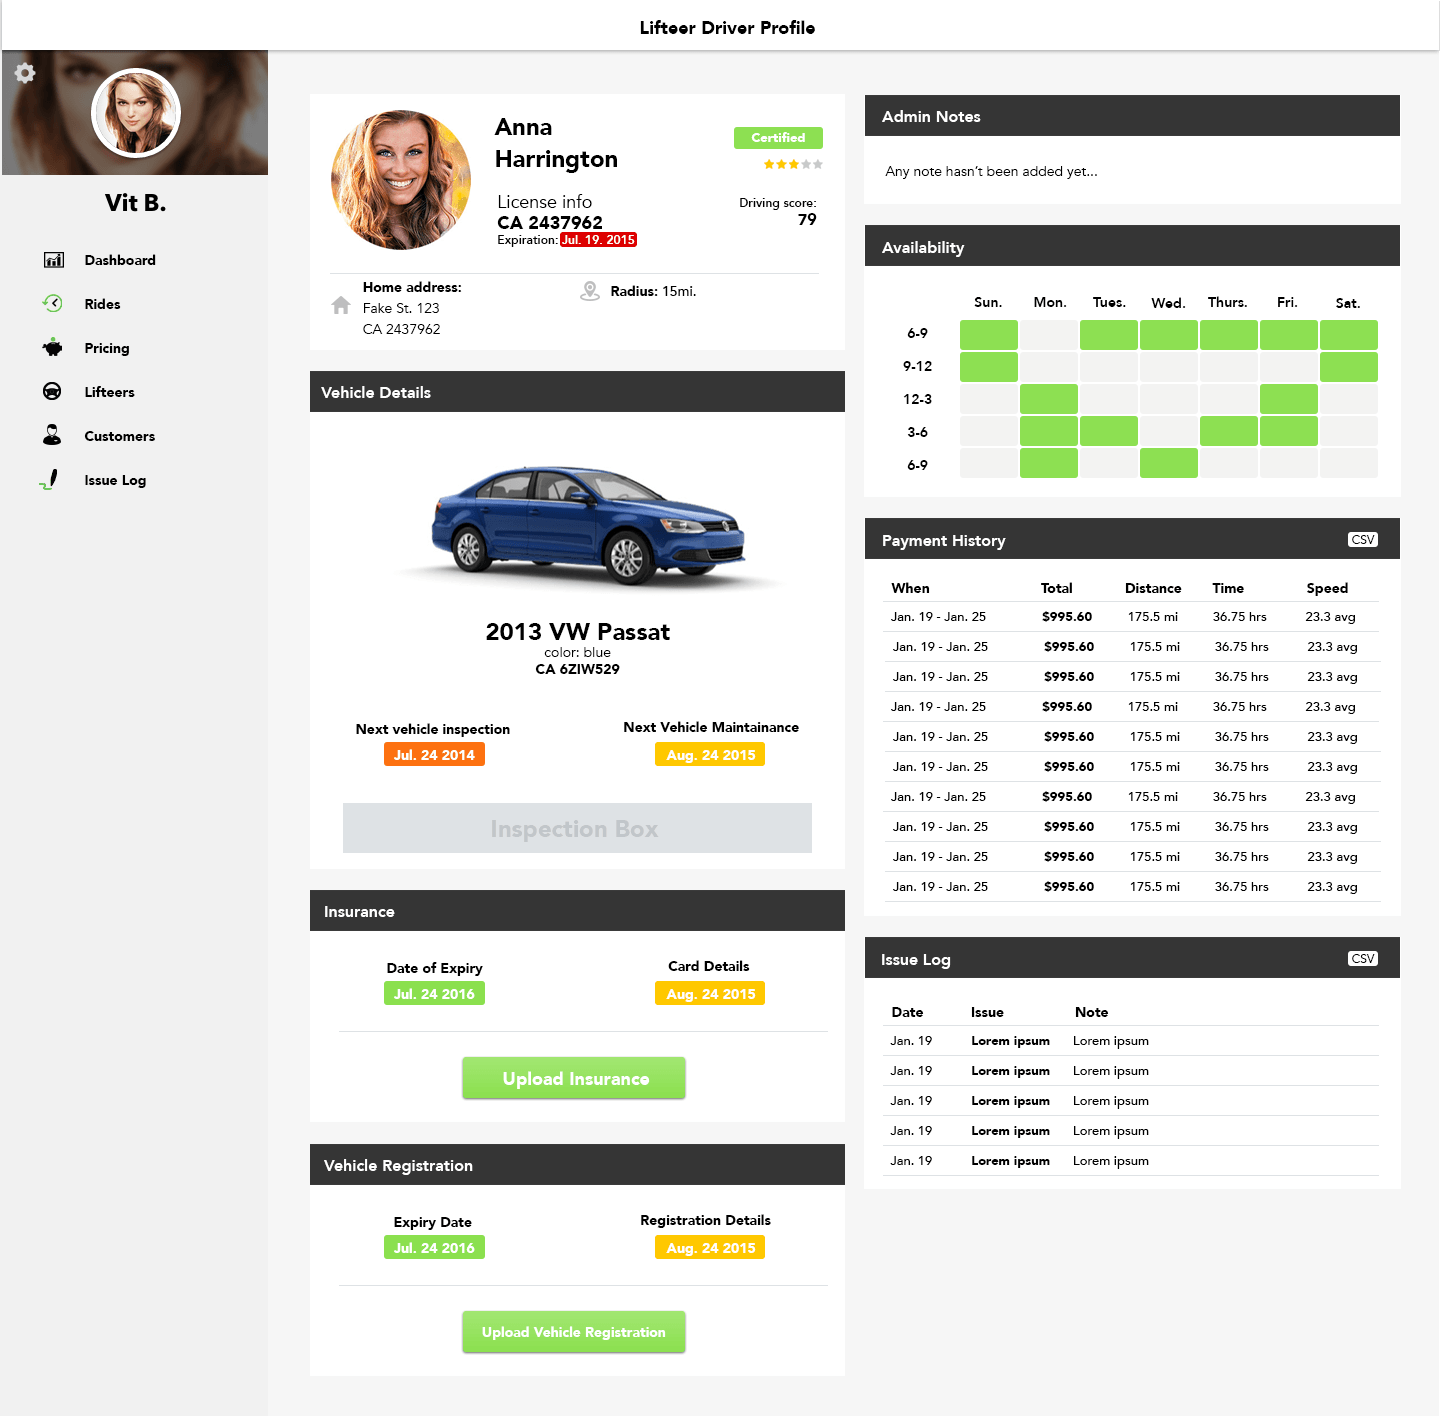 Lifteer Driver Profile
Vit B.
Dashboard
Rides
Pricing
Lifteers
Customers
Issue Log
Anna
Harrington
Certified
License info
CA 2437962
Expiration: Jul. 19. 2015
Driving score:
79
Home address:
Fake St. 123
CA 2437962
Radius: 15mi.
Vehicle Details
2013 VW Passat
color: blue
CA 6ZIW529
Next vehicle inspection
Jul. 24 2014
Next Vehicle Maintainance
Aug. 24 2015
Inspection Box
Insurance
Date of Expiry
Jul. 24 2016
Card Details
Aug. 24 2015
Upload Insurance
Vehicle Registration
Expiry Date
Jul. 24 2016
Registration Details
Aug. 24 2015
Upload Vehicle Registration
Admin Notes
Any note hasn't been added yet...
Availability
Sun. Mon. Tues. Wed. Thurs. Fri. Sat.
6-9
9-12
12-3
3-6
6-9
Payment History CSV
When Total Distance Time Speed
Jan. 19 - Jan. 25 $995.60 175.5 mi 36.75 hrs 23.3 avg
Jan. 19 - Jan. 25 $995.60 175.5 mi 36.75 hrs 23.3 avg
Jan. 19 - Jan. 25 $995.60 175.5 mi 36.75 hrs 23.3 avg
Jan. 19 - Jan. 25 $995.60 175.5 mi 36.75 hrs 23.3 avg
Jan. 19 - Jan. 25 $995.60 175.5 mi 36.75 hrs 23.3 avg
Jan. 19 - Jan. 25 $995.60 175.5 mi 36.75 hrs 23.3 avg
Jan. 19 - Jan. 25 $995.60 175.5 mi 36.75 hrs 23.3 avg
Jan. 19 - Jan. 25 $995.60 175.5 mi 36.75 hrs 23.3 avg
Jan. 19 - Jan. 25 $995.60 175.5 mi 36.75 hrs 23.3 avg
Jan. 19 - Jan. 25 $995.60 175.5 mi 36.75 hrs 23.3 avg
Issue Log CSV
Date Issue Note
Jan. 19 Lorem ipsum Lorem ipsum
Jan. 19 Lorem ipsum Lorem ipsum
Jan. 19 Lorem ipsum Lorem ipsum
Jan. 19 Lorem ipsum Lorem ipsum
Jan. 19 Lorem ipsum Lorem ipsum